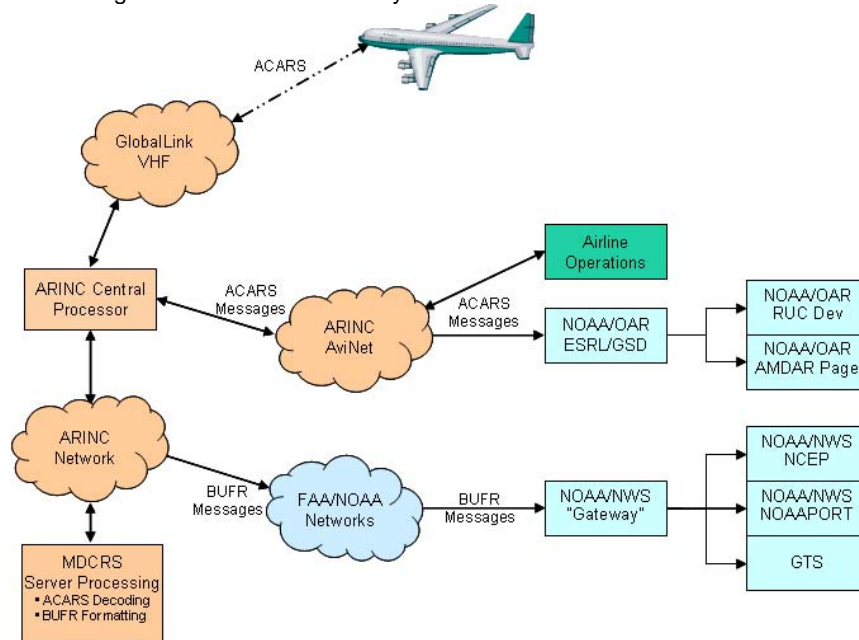 ACARS
GlobalLink
VHF
ARINC Central
Processor
ACARS
Messages
ARINC
AviNet
Airline
Operations
ACARS
Messages
NOAA/OAR
ESRL/GSD
NOAA/OAR
RUC Dev
NOAA/OAR
AMDAR Page
ARINC
Network
BUFR
Messages
FAA/NOAA
Networks
BUFR
Messages
NOAA/NWS
"Gateway"
NOAA/NWS
NCEP
NOAA/NWS
NOAAPORT
GTS
MDCRS
Server Processing
▪ ACARS Decoding
▪ BUFR Formatting